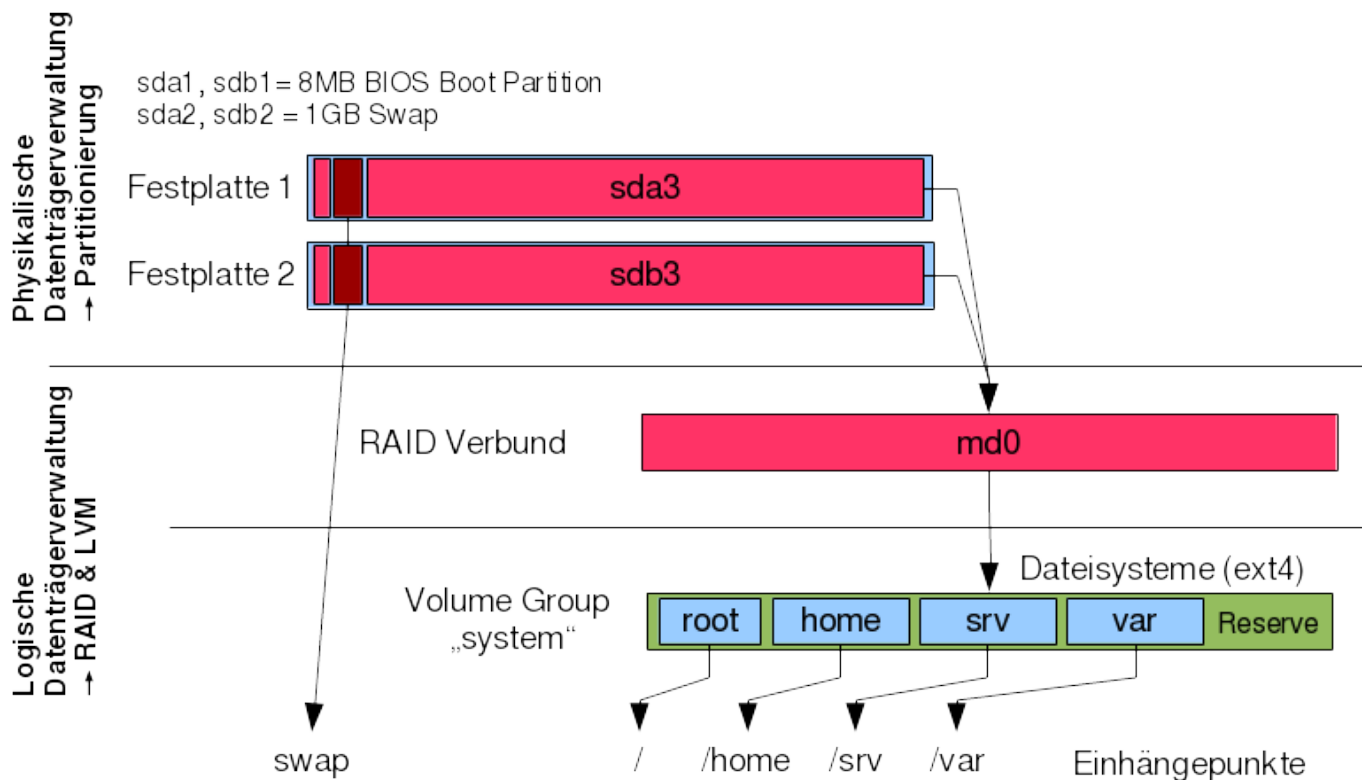 Physikalische
Datenträgerverwaltung
→ Partitionierung
sda1, sdb1 = 8MB BIOS Boot Partition
sda2, sdb2 = 1GB Swap
Festplatte 1
sda3
Festplatte 2
sdb3
Logische
Datenträgerverwaltung
→ RAID & LVM
RAID Verbund
md0
Dateisysteme (ext4)
Volume Group
„system“
root
home
srv
var
Reserve
swap
/
/home
/srv
/var
Einhängepunkte